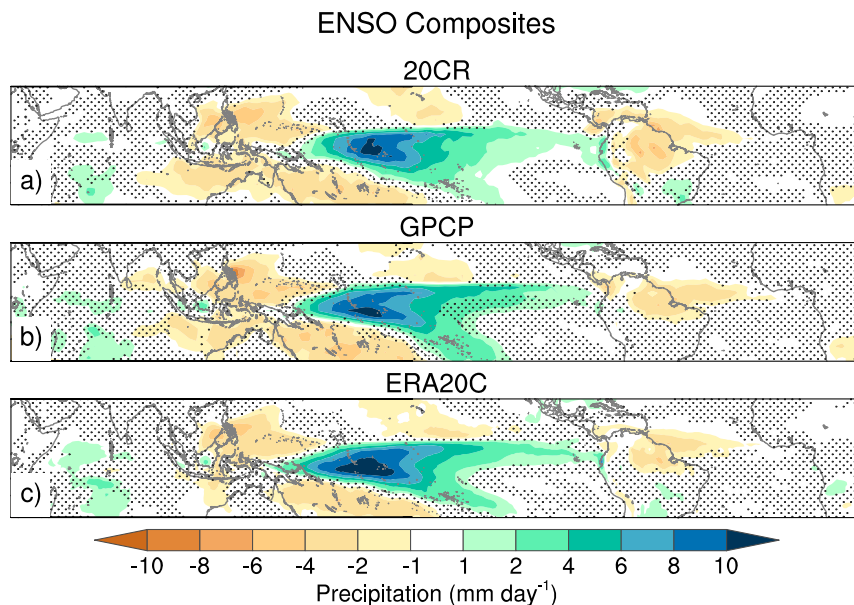 ENSO Composites
20CR
a)
GPCP
b)
ERA20C
c)
-10 -8 -6 -4 -2 -1 1 2 4 6 8 10
Precipitation (mm day⁻¹)